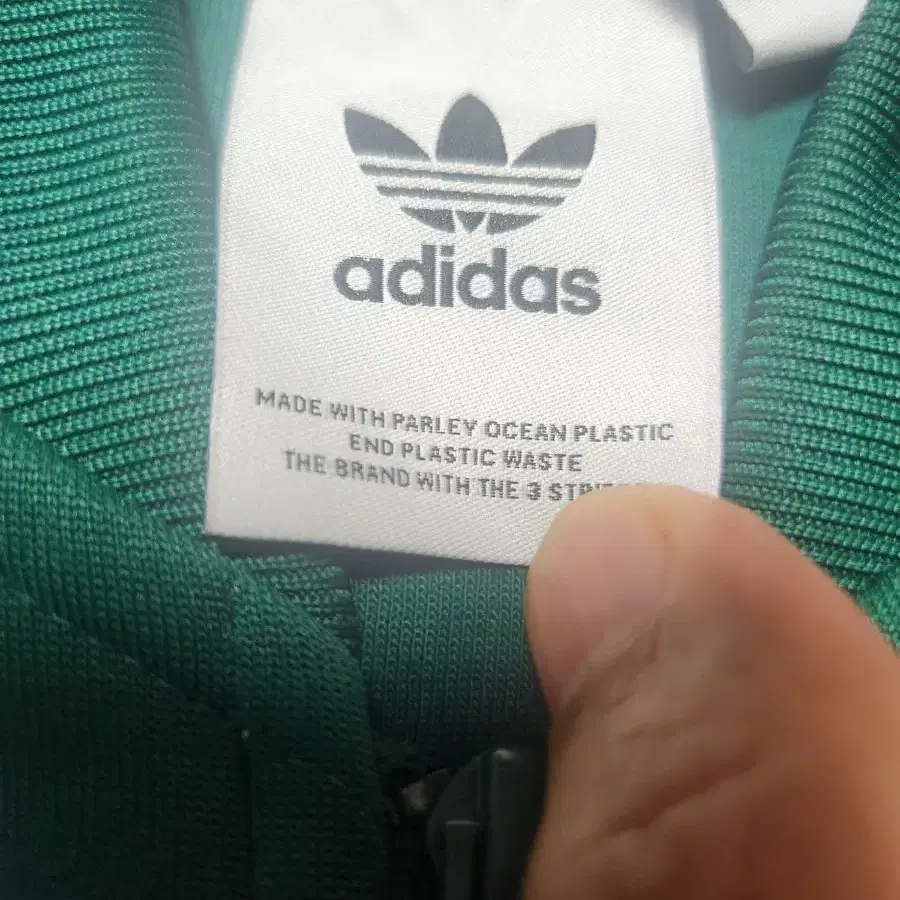 adidas
MADE WITH PARLEY OCEAN PLASTIC
END PLASTIC WASTE
THE BRAND WITH THE 3